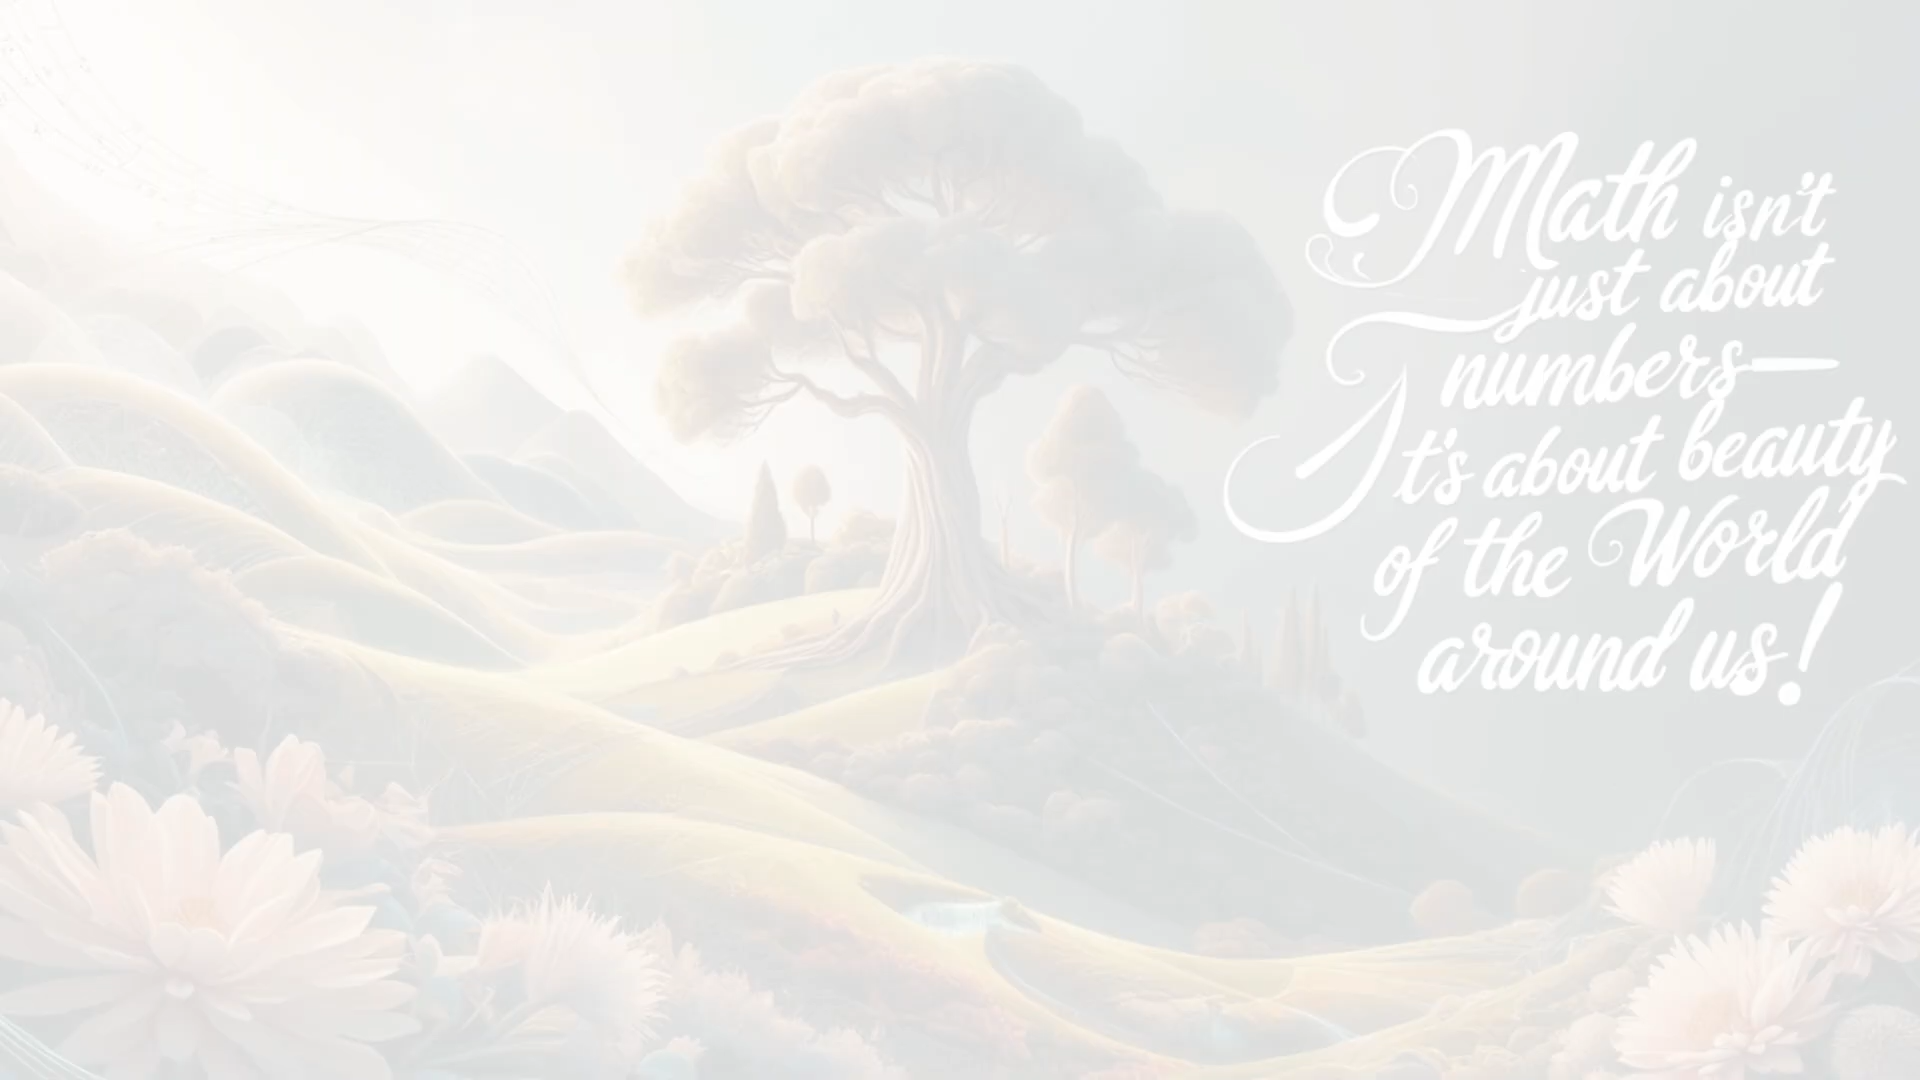 Math isn't
just about
numbers—
It's about beauty
of the World
around us!